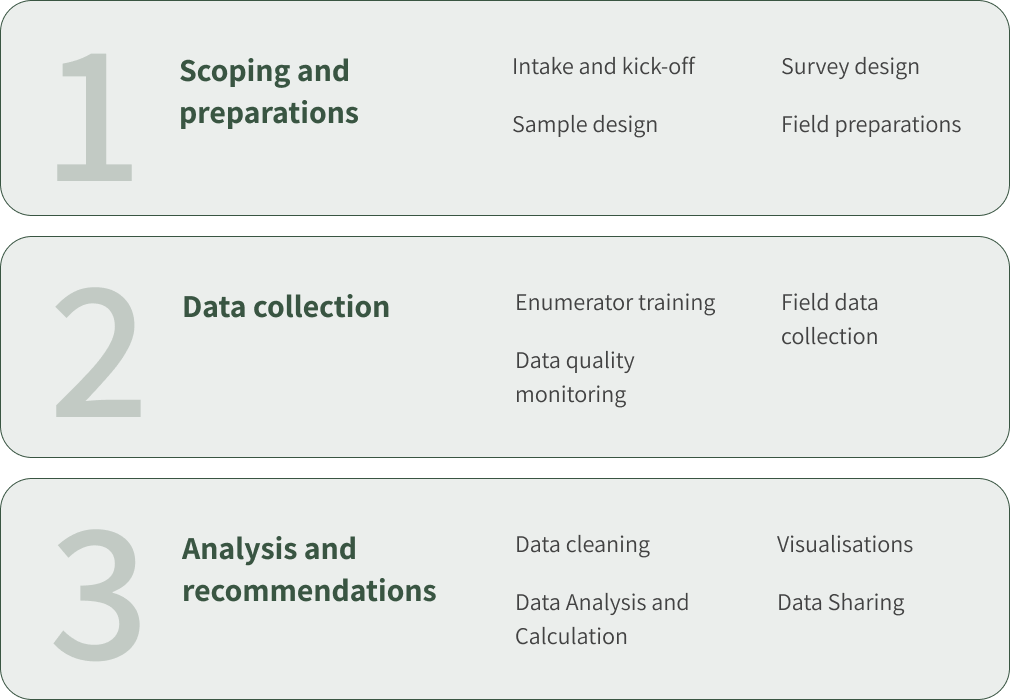 1
Scoping and
preparations
Intake and kick-off
Survey design
Sample design
Field preparations
2
Data collection
Enumerator training
Field data
collection
Data quality
monitoring
3
Analysis and
recommendations
Data cleaning
Visualisations
Data Analysis and
Calculation
Data Sharing